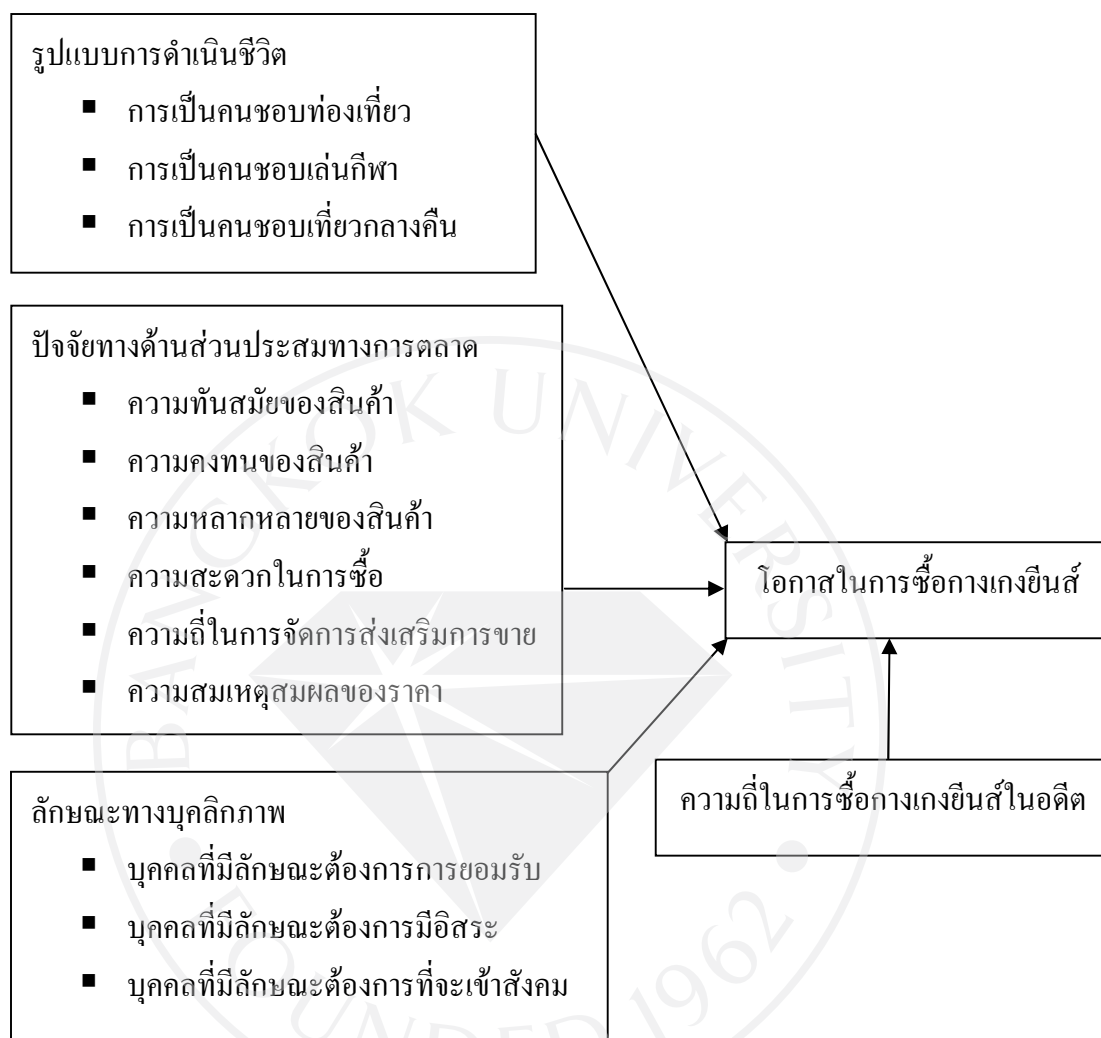 รูปแบบการดำเนินชีวิต
▪ การเป็นคนชอบท่องเที่ยว
▪ การเป็นคนชอบเล่นกีฬา
▪ การเป็นคนชอบเที่ยวกลางคืน
ปัจจัยทางด้านส่วนประสมทางการตลาด
▪ ความทันสมัยของสินค้า
▪ ความคงทนของสินค้า
▪ ความหลากหลายของสินค้า
▪ ความสะดวกในการซื้อ
▪ ความถี่ในการจัดการส่งเสริมการขาย
▪ ความสมเหตุสมผลของราคา
ลักษณะทางบุคลิกภาพ
▪ บุคคลที่มีลักษณะต้องการการยอมรับ
▪ บุคคลที่มีลักษณะต้องการมีอิสระ
▪ บุคคลที่มีลักษณะต้องการที่จะเข้าสังคม
โอกาสในการซื้อกางเกงยีนส์
ความถี่ในการซื้อกางเกงยีนส์ในอดีต
BANGKOK UNIVERSITY
FOUNDED 1962